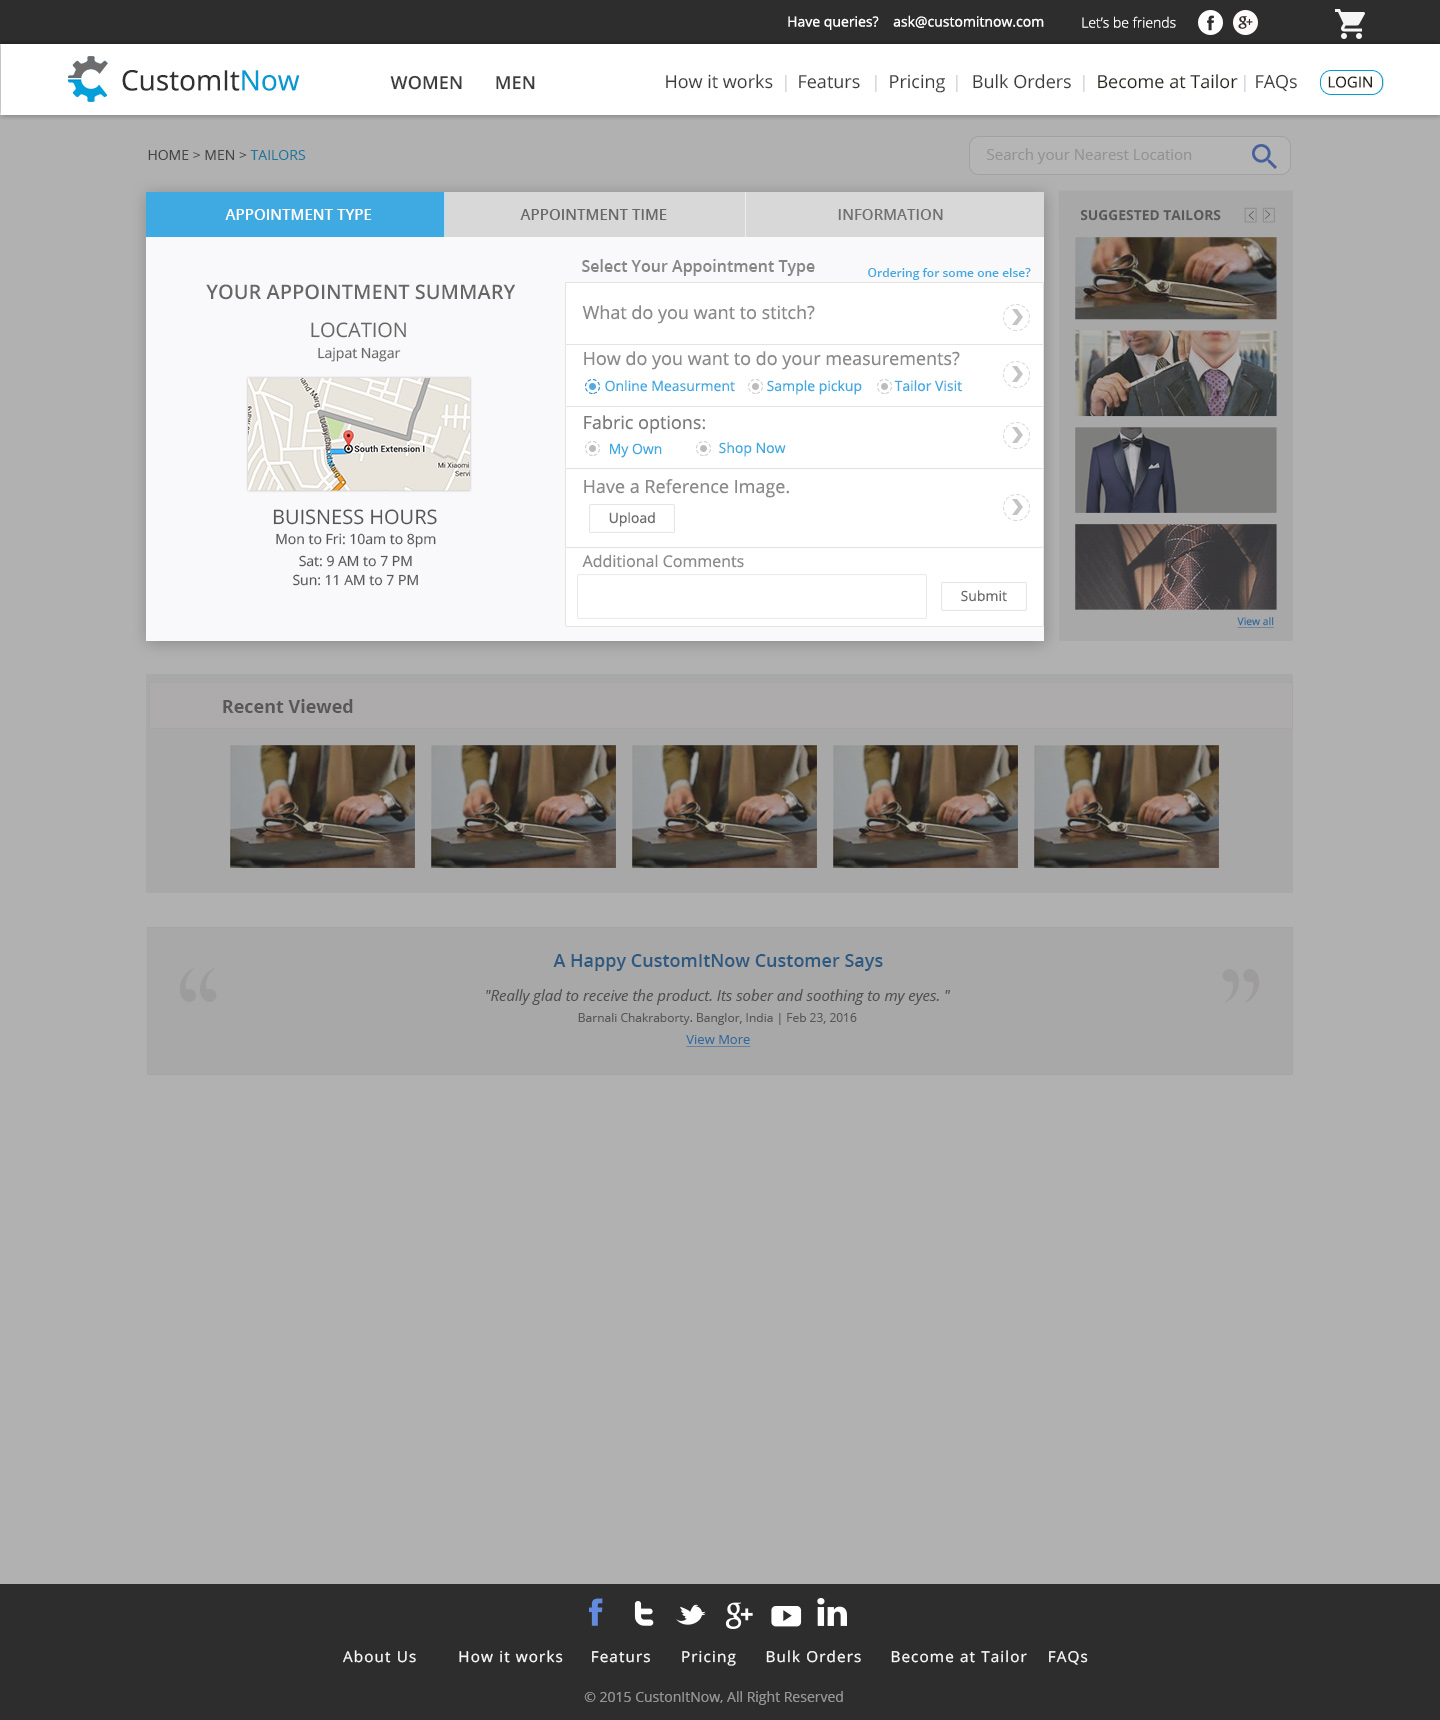 Have queries? ask@customitnow.com Let's be friends
CustomItNow WOMEN MEN How it works | Featurs | Pricing | Bulk Orders | Become at Tailor | FAQs LOGIN
HOME > MEN > TAILORS
Search your Nearest Location
APPOINTMENT TYPE APPOINTMENT TIME INFORMATION
YOUR APPOINTMENT SUMMARY
LOCATION
Lajpat Nagar
South Extension I
Mi Xiaomi
Servi
BUISNESS HOURS
Mon to Fri: 10am to 8pm
Sat: 9 AM to 7 PM
Sun: 11 AM to 7 PM
Select Your Appointment Type
Ordering for some one else?
What do you want to stitch?
How do you want to do your measurements?
Online Measurment Sample pickup Tailor Visit
Fabric options:
My Own Shop Now
Have a Reference Image.
Upload
Additional Comments
Submit
SUGGESTED TAILORS
View all
Recent Viewed
A Happy CustomItNow Customer Says
"Really glad to receive the product. Its sober and soothing to my eyes. "
Barnali Chakraborty. Banglor, India | Feb 23, 2016
View More
About Us How it works Featurs Pricing Bulk Orders Become at Tailor FAQs
© 2015 CustonItNow, All Right Reserved